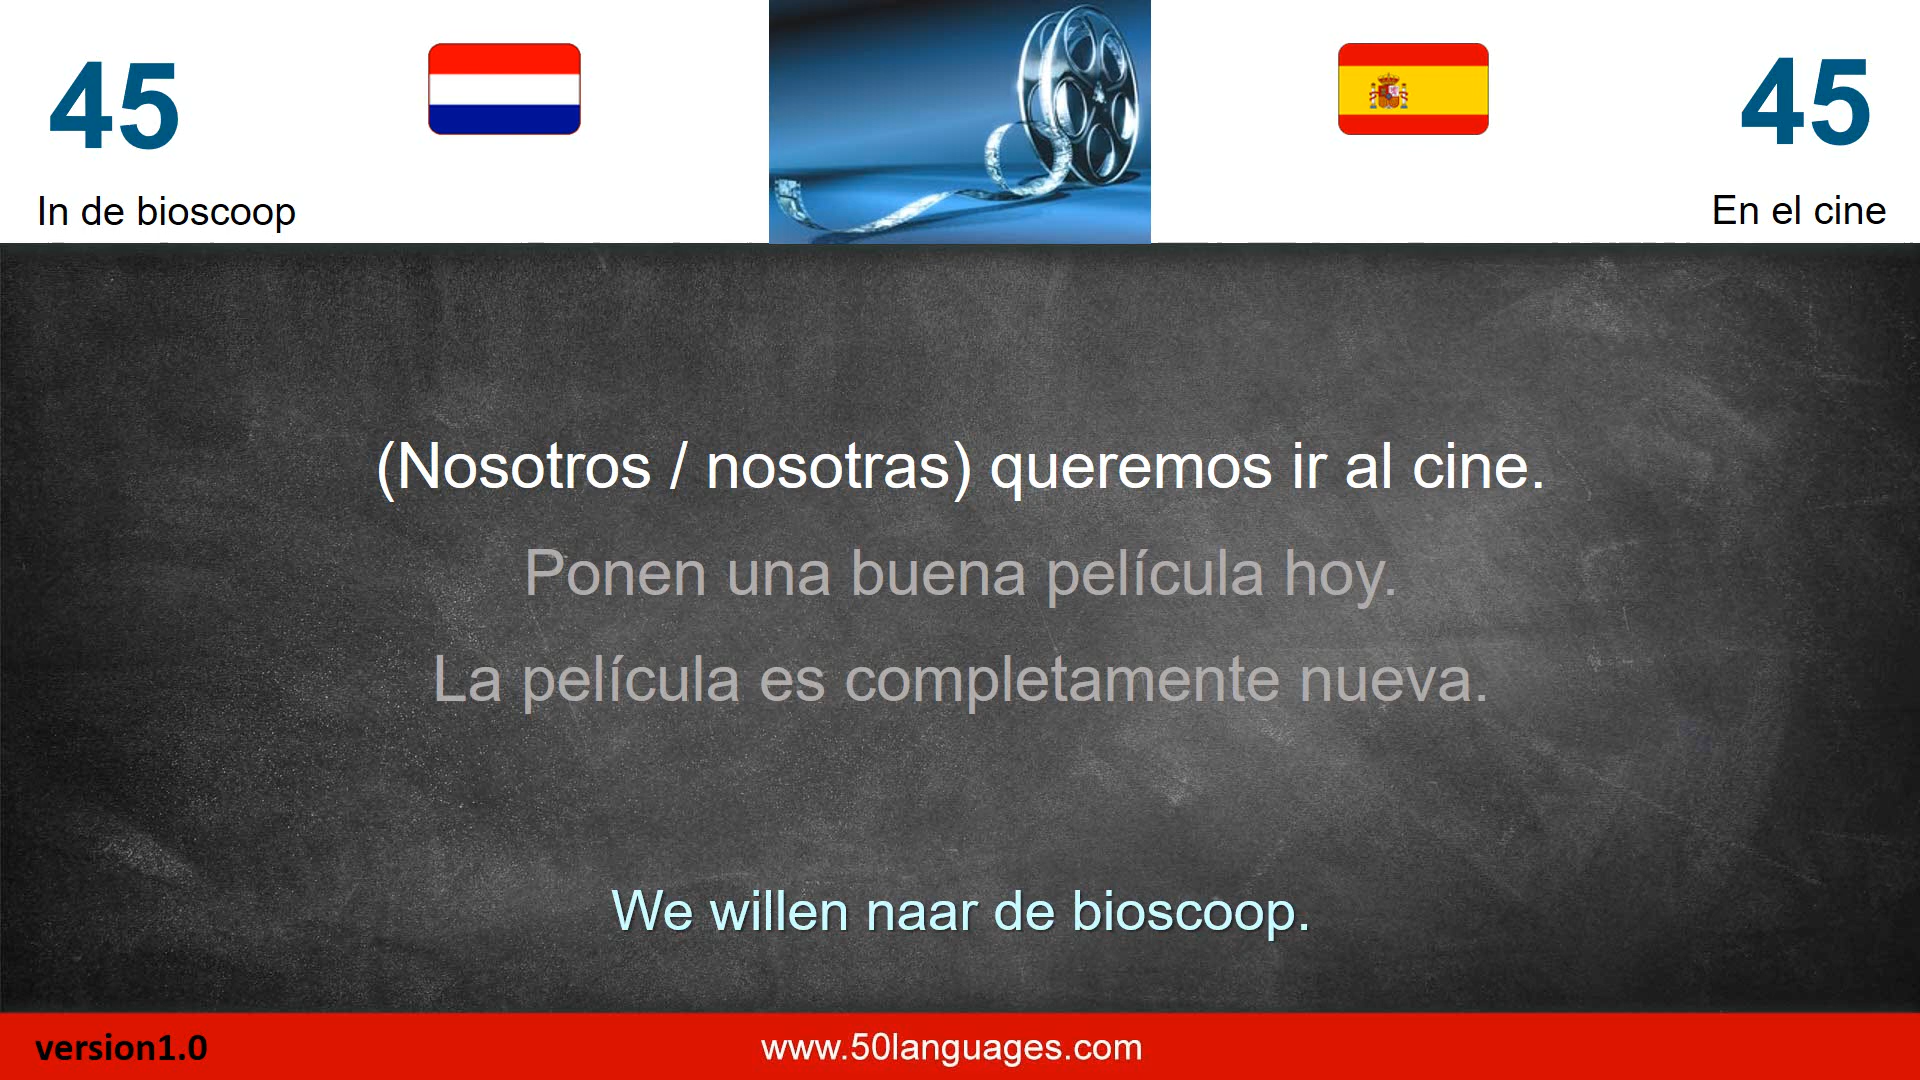 45
45
In de bioscoop
En el cine
(Nosotros / nosotras) queremos ir al cine.
Ponen una buena película hoy.
La película es completamente nueva.
We willen naar de bioscoop.
version1.0
www.50languages.com